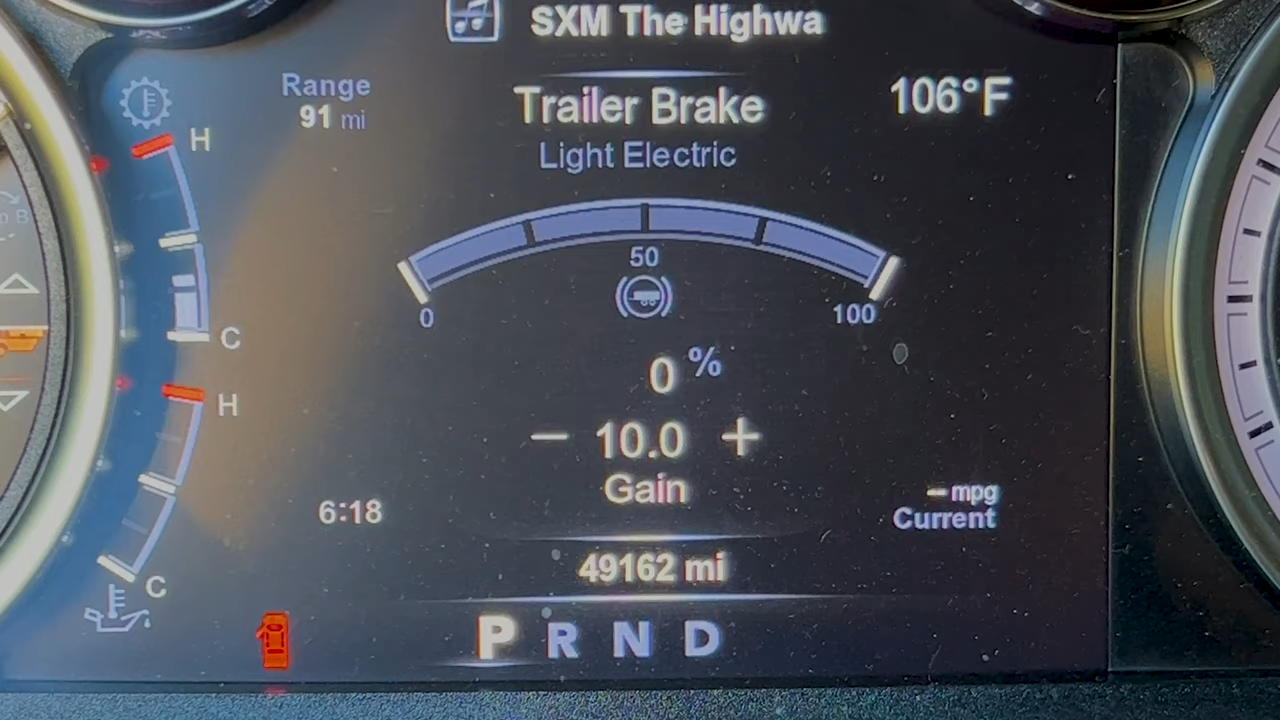 SXM The Highwa
Range
91 mi
Trailer Brake
106°F
Light Electric
H
50
0
100
C
0 %
H
− 10.0 +
Gain
6:18
– mpg
Current
49162 mi
C
P R N D